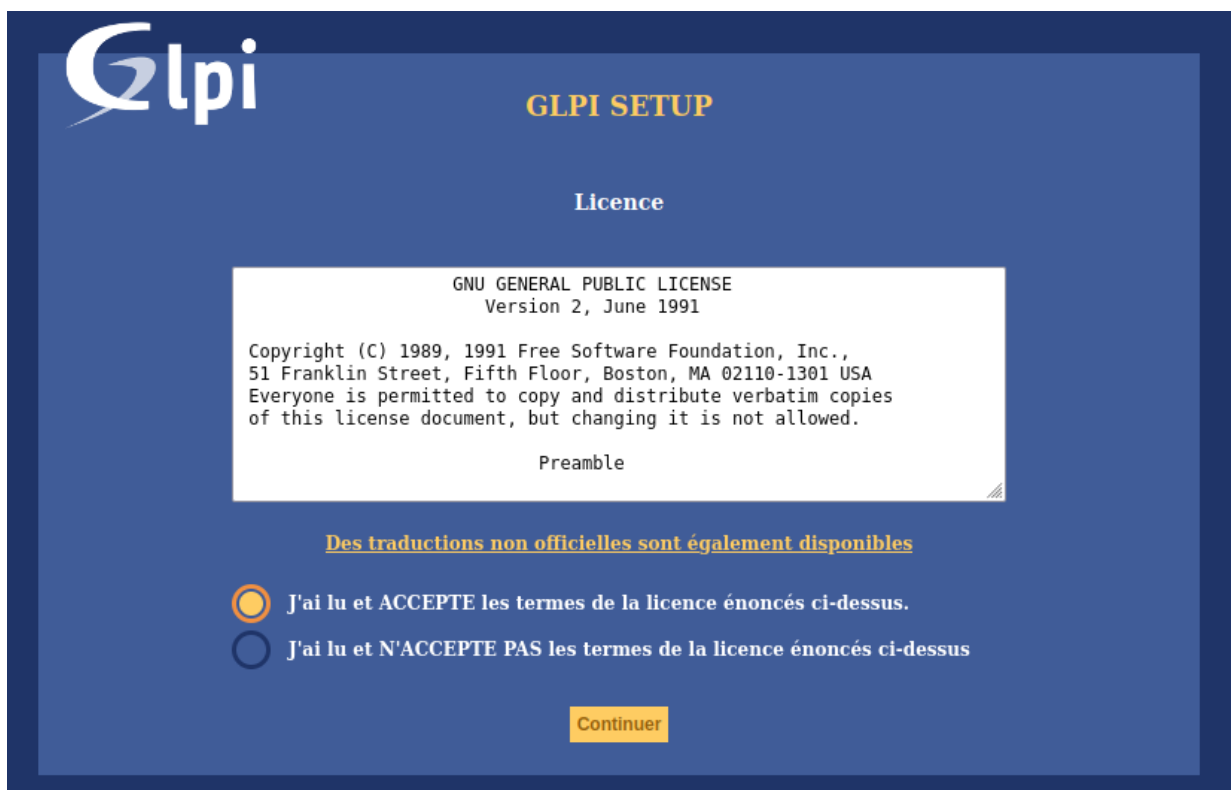 Glpi
GLPI SETUP
Licence
GNU GENERAL PUBLIC LICENSE
Version 2, June 1991
Copyright (C) 1989, 1991 Free Software Foundation, Inc.,
51 Franklin Street, Fifth Floor, Boston, MA 02110-1301 USA
Everyone is permitted to copy and distribute verbatim copies
of this license document, but changing it is not allowed.
Preamble
Des traductions non officielles sont également disponibles
J'ai lu et ACCEPTE les termes de la licence énoncés ci-dessus.
J'ai lu et N'ACCEPTE PAS les termes de la licence énoncés ci-dessus
Continuer